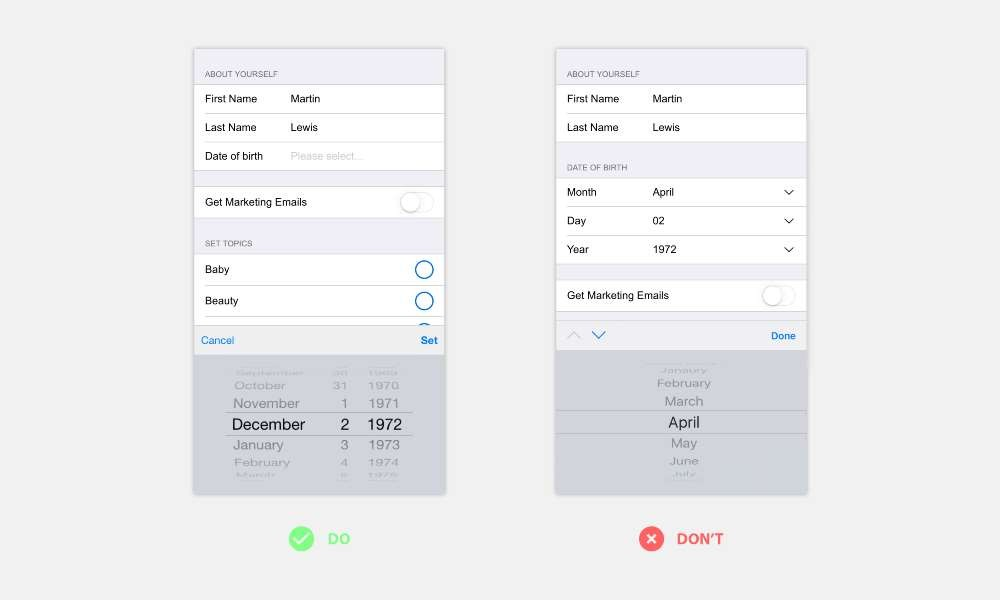 ABOUT YOURSELF
First Name Martin
Last Name Lewis
Date of birth Please select...
Get Marketing Emails
SET TOPICS
Baby
Beauty
Cancel Set
September 30 1969
October 31 1970
November 1 1971
December 2 1972
January 3 1973
February 4 1974
March
DO
ABOUT YOURSELF
First Name Martin
Last Name Lewis
DATE OF BIRTH
Month April
Day 02
Year 1972
Get Marketing Emails
Done
February
March
April
May
June
July
DON'T